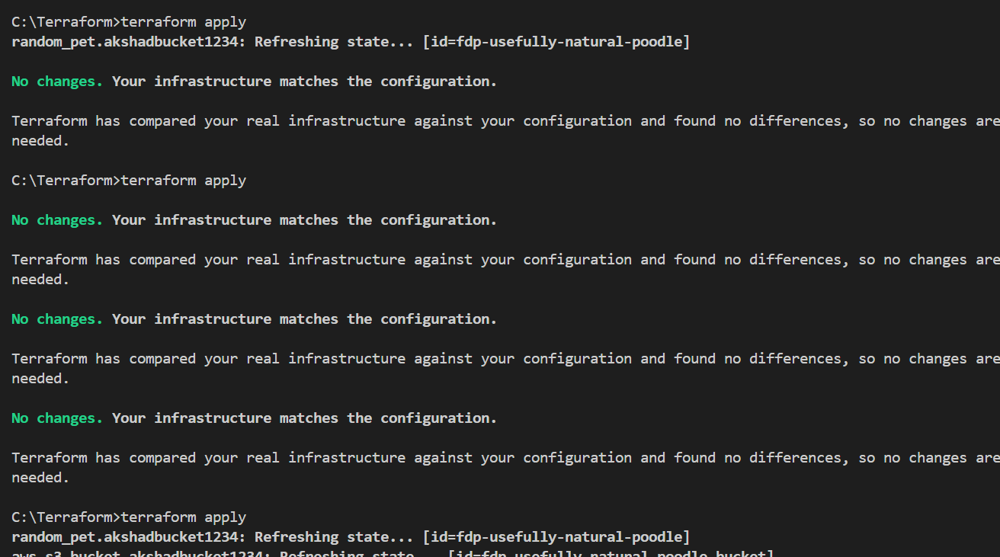 C:\Terraform>terraform apply
random_pet.akshadbucket1234: Refreshing state... [id=fdp-usefully-natural-poodle]
No changes. Your infrastructure matches the configuration.
Terraform has compared your real infrastructure against your configuration and found no differences, so no changes are
needed.
C:\Terraform>terraform apply
No changes. Your infrastructure matches the configuration.
Terraform has compared your real infrastructure against your configuration and found no differences, so no changes are
needed.
No changes. Your infrastructure matches the configuration.
Terraform has compared your real infrastructure against your configuration and found no differences, so no changes are
needed.
No changes. Your infrastructure matches the configuration.
Terraform has compared your real infrastructure against your configuration and found no differences, so no changes are
needed.
C:\Terraform>terraform apply
random_pet.akshadbucket1234: Refreshing state... [id=fdp-usefully-natural-poodle]
aws_s3_bucket.akshadbucket1234: Refreshing state... [id=fdp-usefully-natural-poodle-bucket]